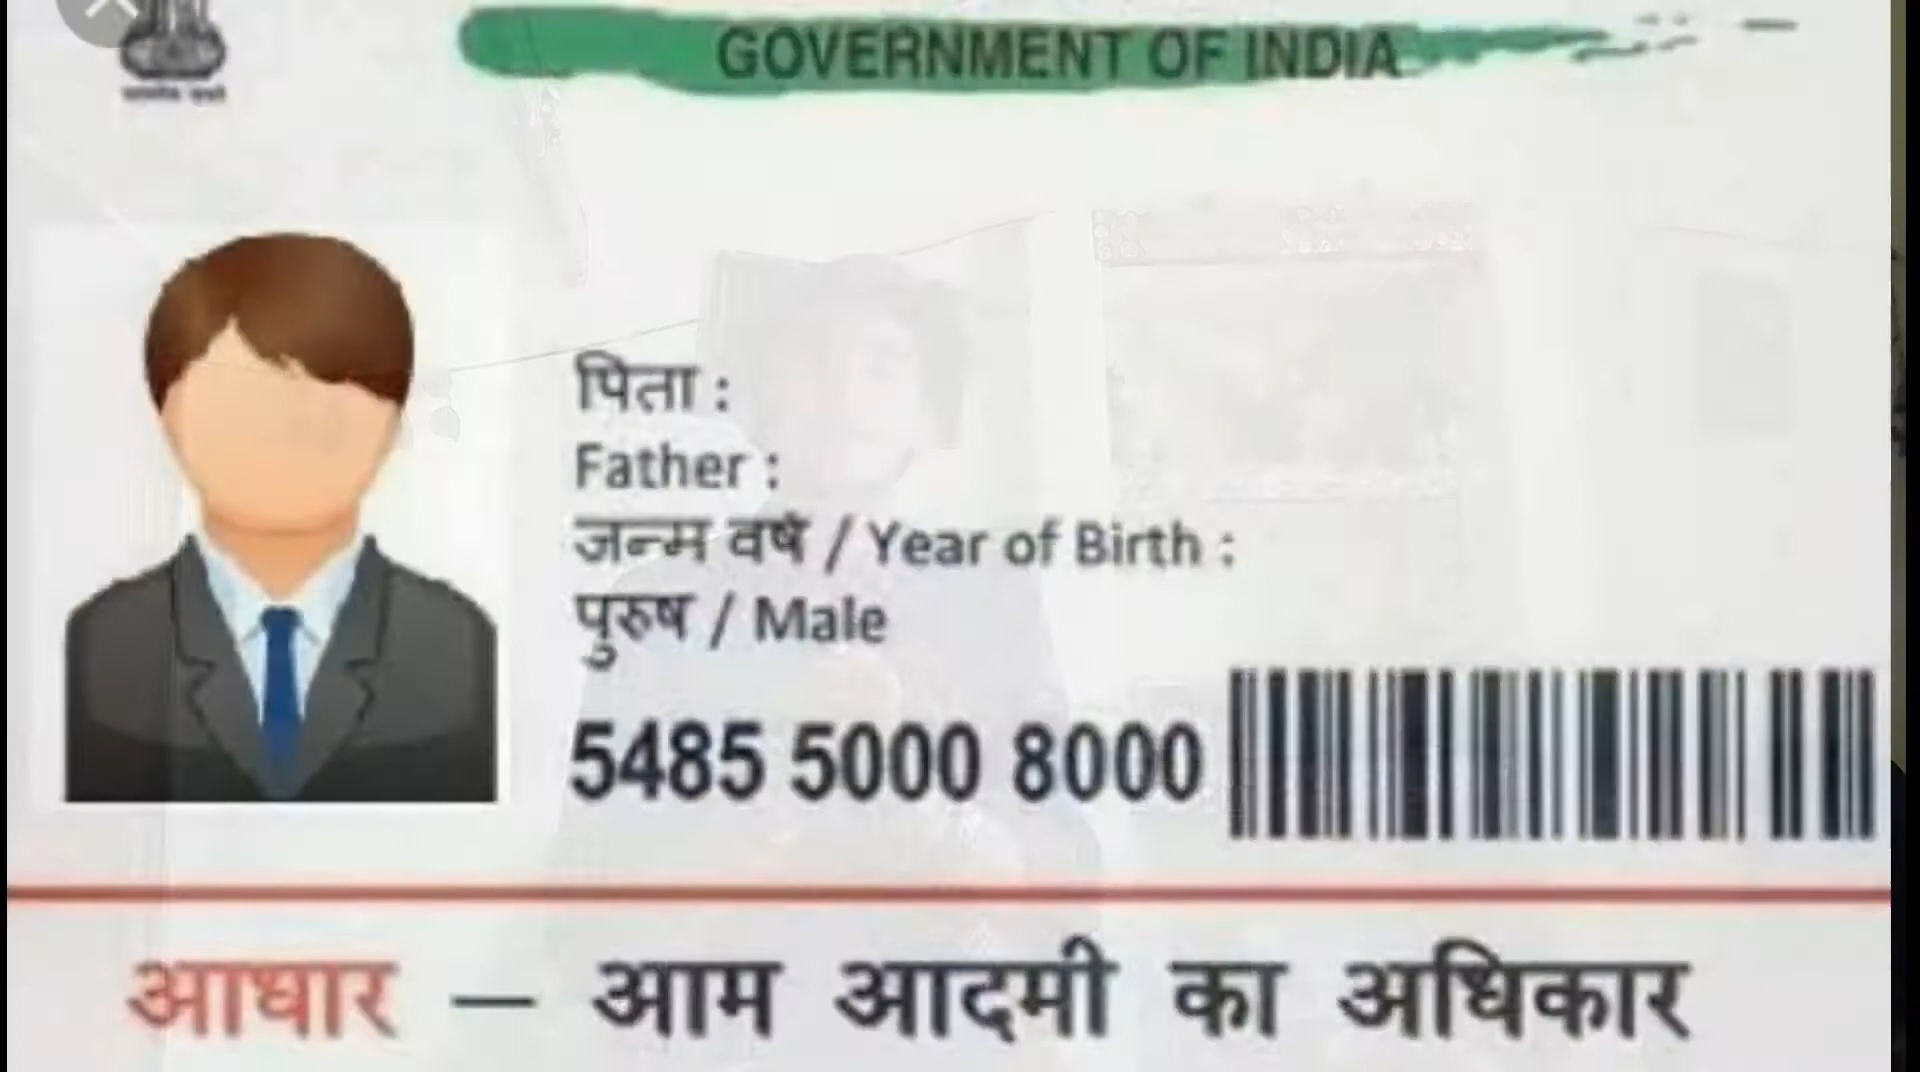 GOVERNMENT OF INDIA
पिता :
Father :
जन्म वर्ष / Year of Birth :
पुरुष / Male
5485 5000 8000
आधार — आम आदमी का अधिकार